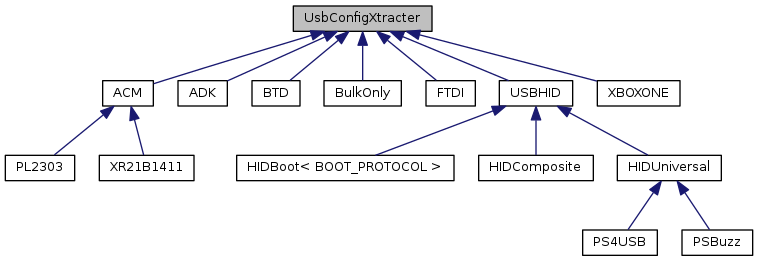 UsbConfigXtracter
ACM
ADK
BTD
BulkOnly
FTDI
USBHID
XBOXONE
PL2303
XR21B1411
HIDBoot< BOOT_PROTOCOL >
HIDComposite
HIDUniversal
PS4USB
PSBuzz